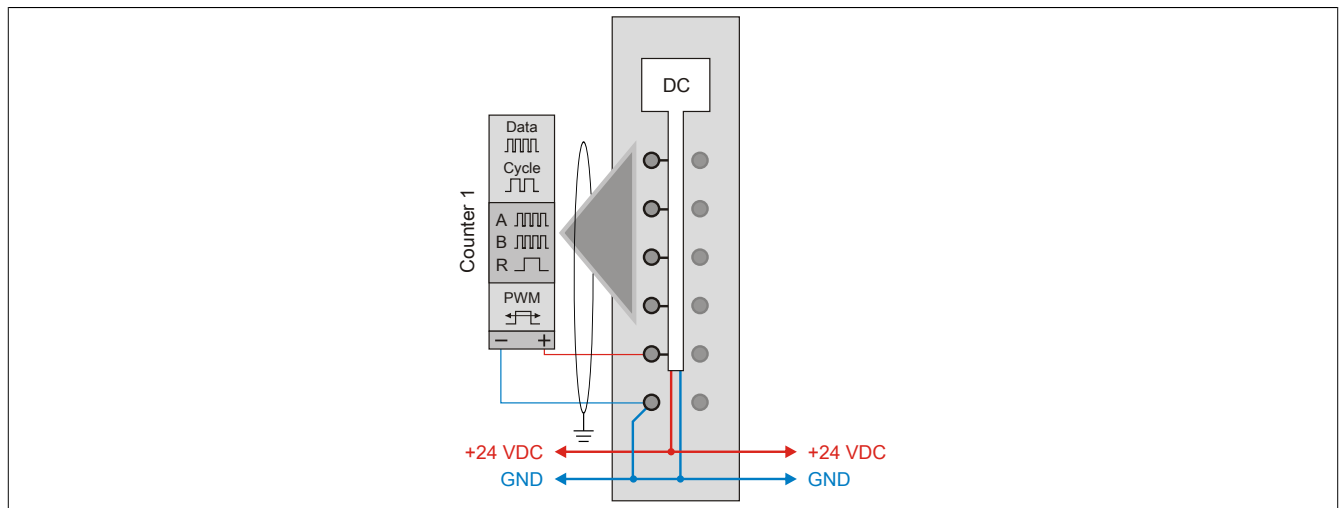 DC
Data
Cycle
Counter 1
A
B
R
PWM
− +
+24 VDC
+24 VDC
GND
GND